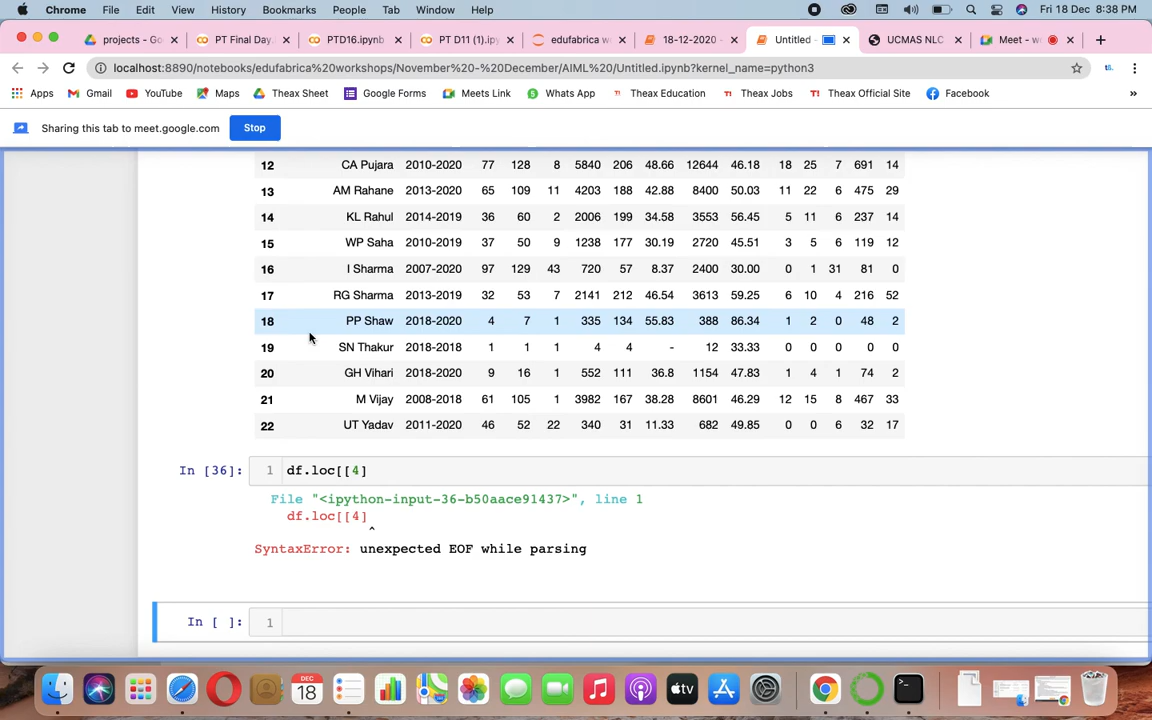 Chrome File Edit View History Bookmarks People Tab Window Help Fri 18 Dec 8:38 PM
projects - Go PT Final Day. PTD16.ipynb PT D11 (1).ip edufabrica w 18-12-2020 - Untitled - UCMAS NLC Meet - w
localhost:8890/notebooks/edufabrica%20workshops/November%20-%20December/AIML%20/Untitled.ipynb?kernel_name=python3
Apps Gmail YouTube Maps Theax Sheet Google Forms Meets Link Whats App Theax Education Theax Jobs Theax Official Site Facebook »
Sharing this tab to meet.google.com Stop
12 CA Pujara 2010-2020 77 128 8 5840 206 48.66 12644 46.18 18 25 7 691 14
13 AM Rahane 2013-2020 65 109 11 4203 188 42.88 8400 50.03 11 22 6 475 29
14 KL Rahul 2014-2019 36 60 2 2006 199 34.58 3553 56.45 5 11 6 237 14
15 WP Saha 2010-2019 37 50 9 1238 177 30.19 2720 45.51 3 5 6 119 12
16 I Sharma 2007-2020 97 129 43 720 57 8.37 2400 30.00 0 1 31 81 0
17 RG Sharma 2013-2019 32 53 7 2141 212 46.54 3613 59.25 6 10 4 216 52
18 PP Shaw 2018-2020 4 7 1 335 134 55.83 388 86.34 1 2 0 48 2
19 SN Thakur 2018-2018 1 1 1 4 4 - 12 33.33 0 0 0 0 0
20 GH Vihari 2018-2020 9 16 1 552 111 36.8 1154 47.83 1 4 1 74 2
21 M Vijay 2008-2018 61 105 1 3982 167 38.28 8601 46.29 12 15 8 467 33
22 UT Yadav 2011-2020 46 52 22 340 31 11.33 682 49.85 0 0 6 32 17
In [36]: 1 df.loc[[4]
File "<ipython-input-36-b50aace91437>", line 1
df.loc[[4]
^
SyntaxError: unexpected EOF while parsing
In [ ]: 1
DEC
18
tv